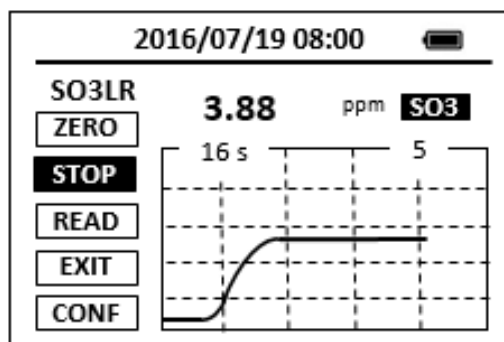 2016/07/19 08:00
SO3LR
3.88 ppm SO3
ZERO
16 s 5
STOP
READ
EXIT
CONF